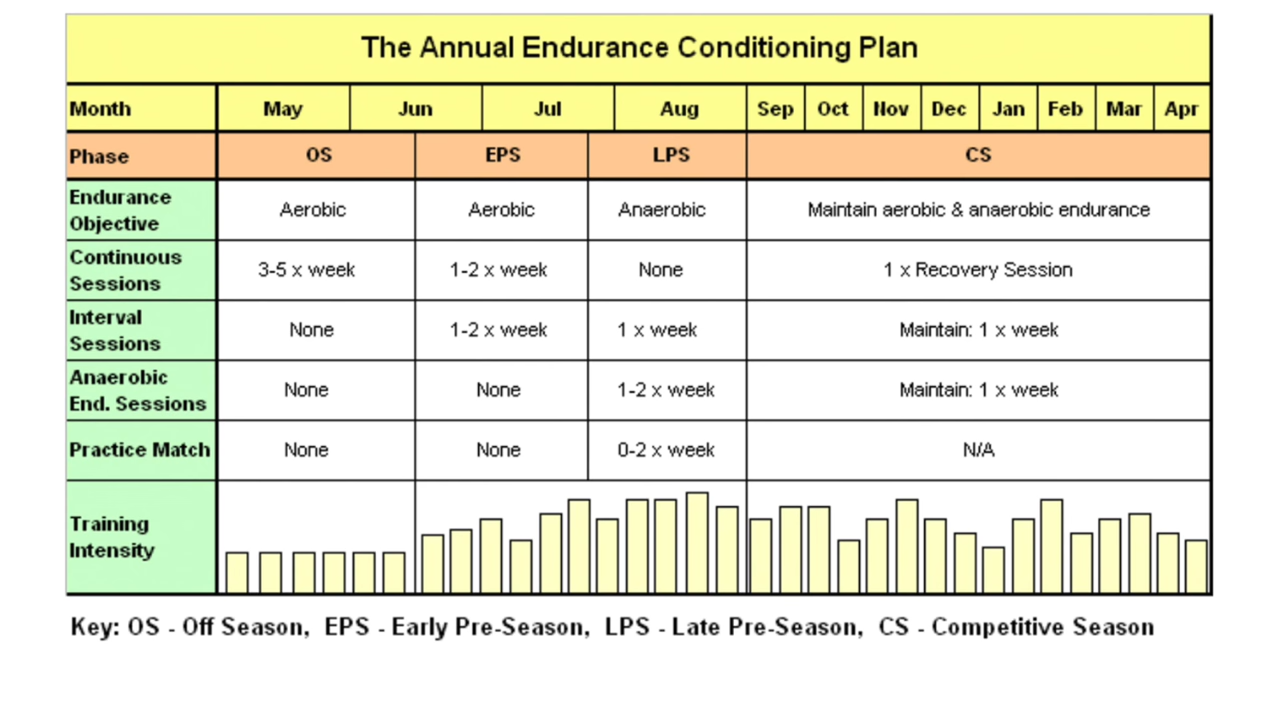 The Annual Endurance Conditioning Plan
Month May Jun Jul Aug Sep Oct Nov Dec Jan Feb Mar Apr
Phase OS EPS LPS CS
Endurance
Objective Aerobic Aerobic Anaerobic Maintain aerobic & anaerobic endurance
Continuous
Sessions 3-5 x week 1-2 x week None 1 x Recovery Session
Interval
Sessions None 1-2 x week 1 x week Maintain: 1 x week
Anaerobic
End. Sessions None None 1-2 x week Maintain: 1 x week
Practice Match None None 0-2 x week N/A
Training
Intensity
Key: OS - Off Season, EPS - Early Pre-Season, LPS - Late Pre-Season, CS - Competitive Season